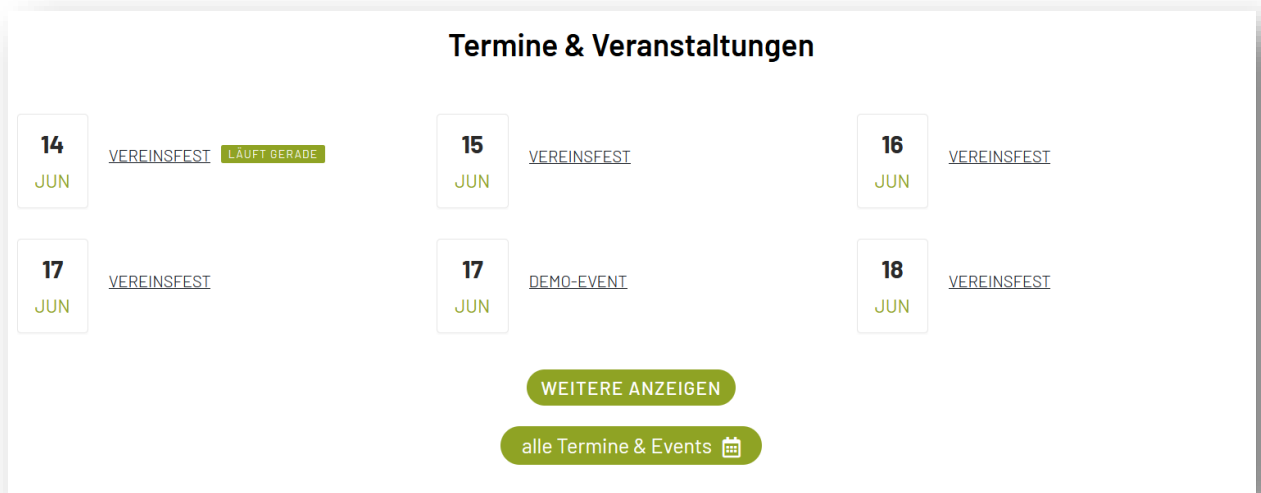 Termine & Veranstaltungen
14
JUN
VEREINSFEST LÄUFT GERADE
15
JUN
VEREINSFEST
16
JUN
VEREINSFEST
17
JUN
VEREINSFEST
17
JUN
DEMO-EVENT
18
JUN
VEREINSFEST
WEITERE ANZEIGEN
alle Termine & Events